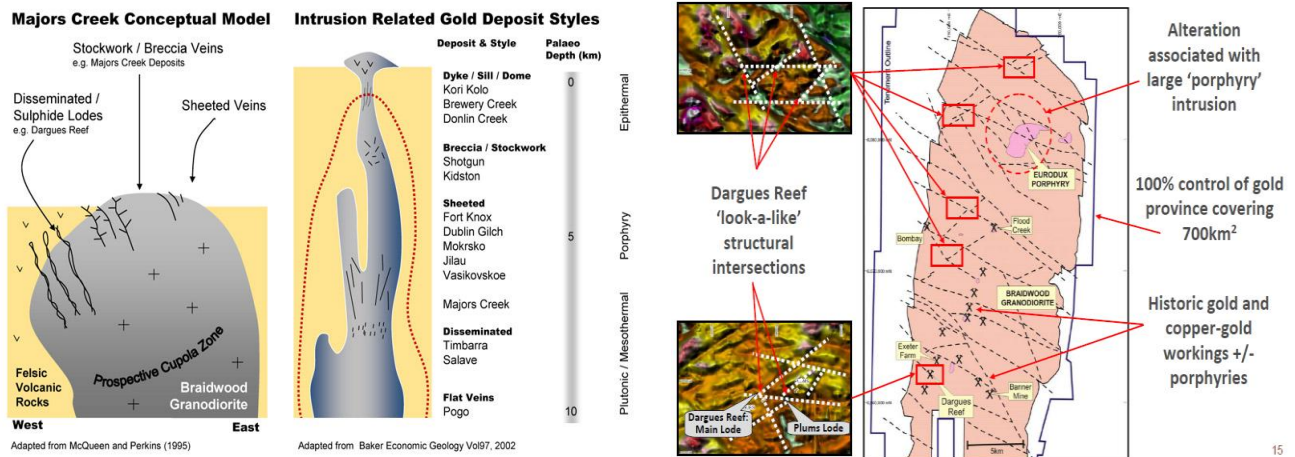 Majors Creek Conceptual Model
Stockwork / Breccia Veins
e.g. Majors Creek Deposits
Disseminated /
Sulphide Lodes
e.g. Dargues Reef
Sheeted Veins
Prospective Cupola Zone
Felsic
Volcanic
Rocks
Braidwood
Granodiorite
West
East
Adapted from McQueen and Perkins (1995)
Intrusion Related Gold Deposit Styles
Deposit & Style
Palaeo
Depth (km)
Dyke / Sill / Dome
Kori Kolo
Brewery Creek
Donlin Creek
Breccia / Stockwork
Shotgun
Kidston
Sheeted
Fort Knox
Dublin Gilch
Mokrsko
Jilau
Vasikovskoe
Majors Creek
Disseminated
Timbarra
Salave
Flat Veins
Pogo
0
5
10
Epithermal
Porphyry
Plutonic / Mesothermal
Adapted from Baker Economic Geology Vol97, 2002
Dargues Reef
'look-a-like'
structural
intersections
Dargues Reef:
Main Lode
Plums Lode
Tenement Outline
EURODUX
PORPHYRY
Flood
Creek
Bombay
BRAIDWOOD
GRANODIORITE
Exeter
Farm
Dargues
Reef
Banner
Mine
5km
Alteration
associated with
large 'porphyry'
intrusion
100% control of gold
province covering
700km²
Historic gold and
copper-gold
workings +/-
porphyries
15